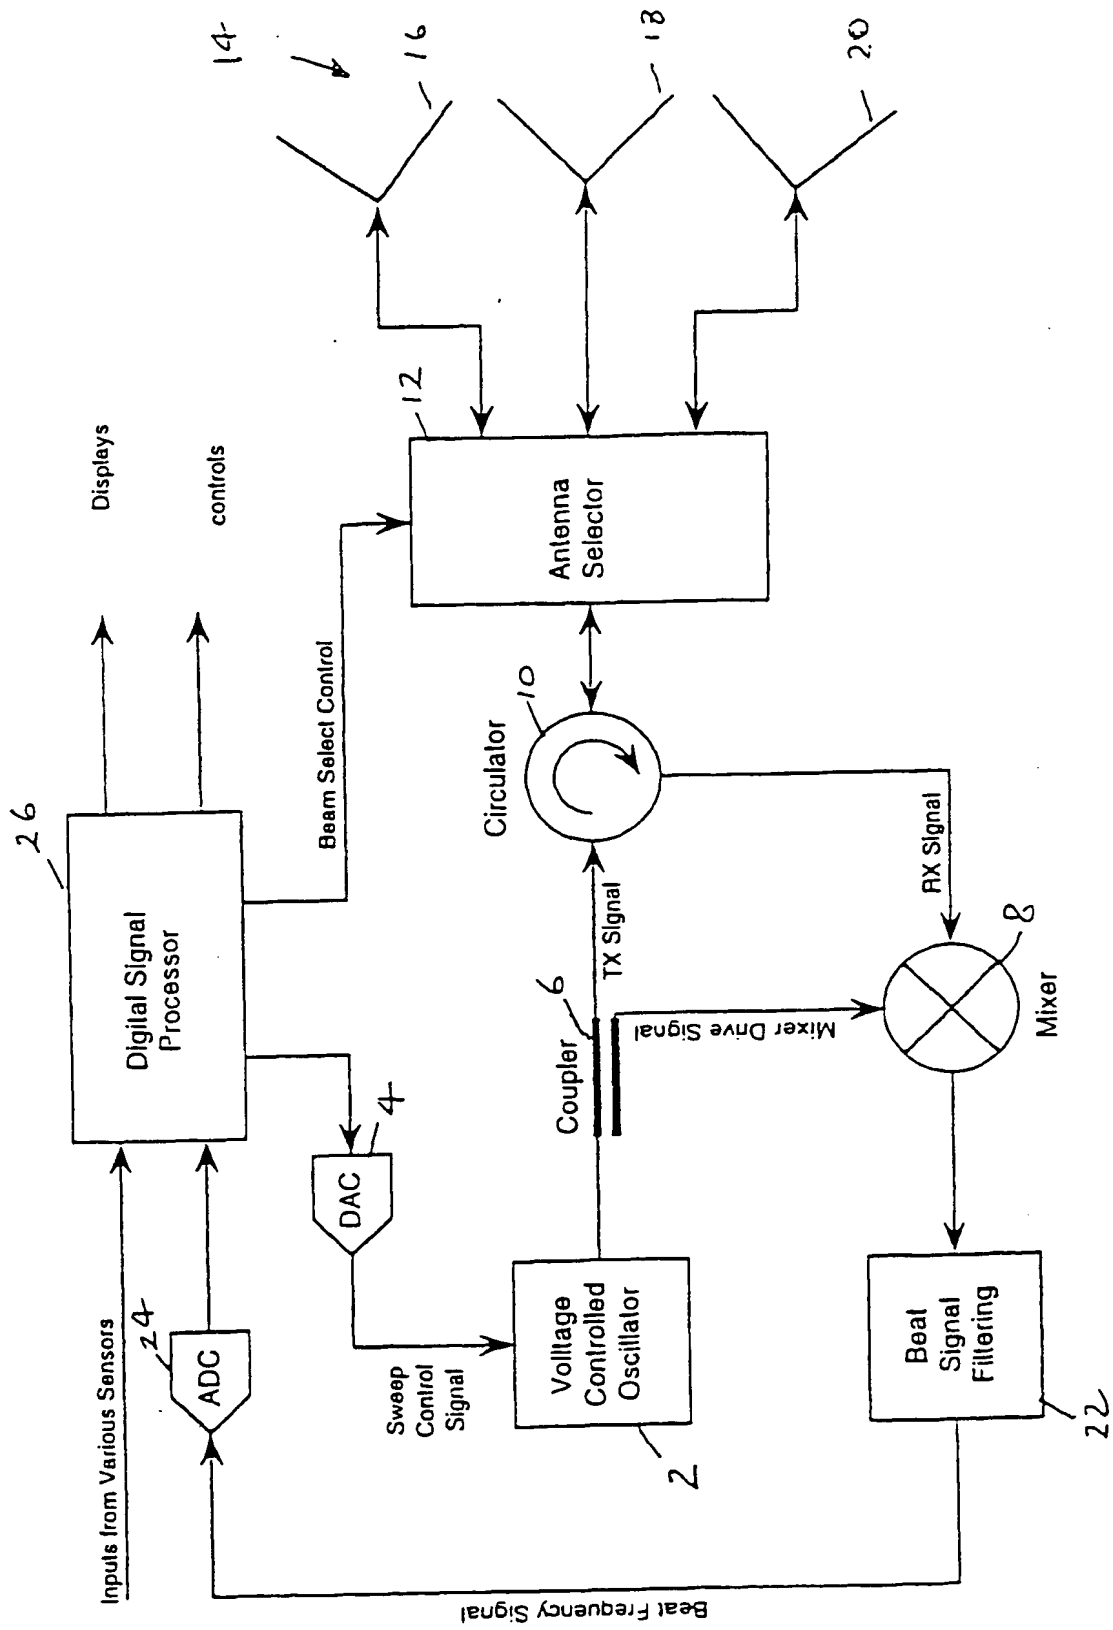 14
16
18
20
Displays
controls
12
Antenna
Selector
26
Digital Signal
Processor
Beam Select Control
Circulator
10
TX Signal
RX Signal
8
Mixer
6
Coupler
Mixer Drive Signal
4
DAC
Inputs from Various Sensors
24
ADC
Sweep
Control
Signal
Voltage
Controlled
Oscillator
2
Beat
Signal
Filtering
22
Beat Frequency Signal